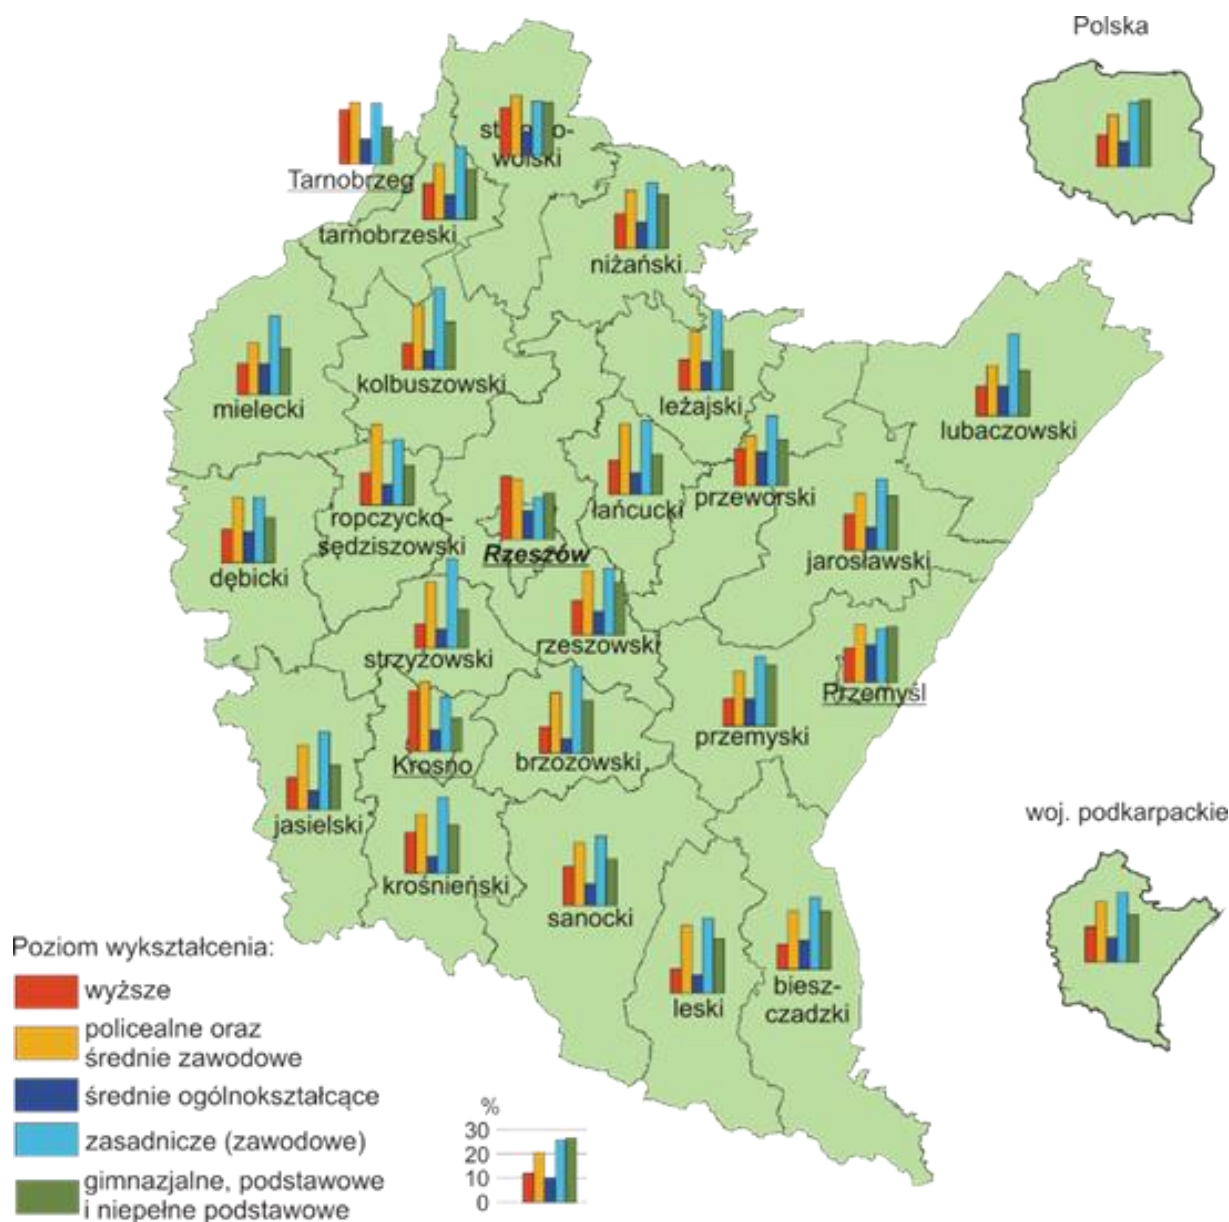 Polska
Tarnobrzeg
wolski
tarnobrzeski
niżański
kolbuszowski
mielecki
leżajski
lubaczowski
ropczycko-
sędziszowski
łańcucki
przeworski
Rzeszów
dębicki
jarosławski
strzyżowski
rzeszowski
Przemyśl
przemyski
Krosno
brzozowski
jasielski
krośnieński
sanocki
leski
biesz-
czadzki
woj. podkarpackie
Poziom wykształcenia:
wyższe
policealne oraz
średnie zawodowe
średnie ogólnokształcące
zasadnicze (zawodowe)
gimnazjalne, podstawowe
i niepełne podstawowe
%
30
20
10
0